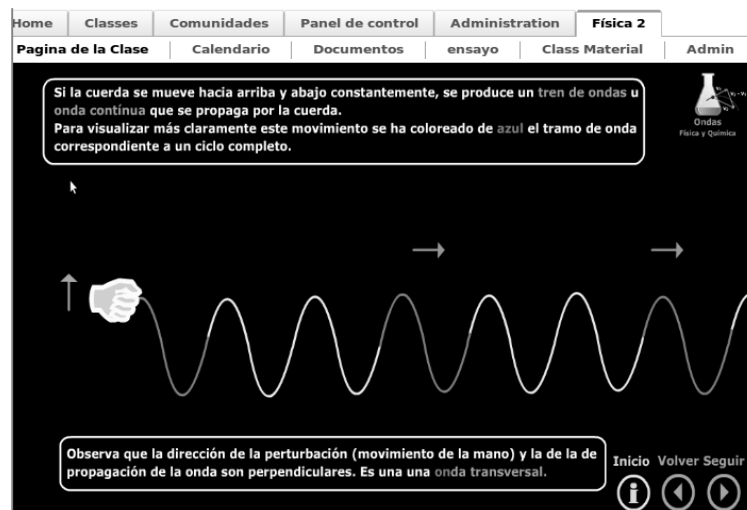 Home Classes Comunidades Panel de control Administration Física 2
Pagina de la Clase Calendario Documentos ensayo Class Material Admin
Si la cuerda se mueve hacia arriba y abajo constantemente, se produce un tren de ondas u
onda contínua que se propaga por la cuerda.
Para visualizar más claramente este movimiento se ha coloreado de azul el tramo de onda
correspondiente a un ciclo completo.
Ondas
Física y Química
Observa que la dirección de la perturbación (movimiento de la mano) y la de la de
propagación de la onda son perpendiculares. Es una una onda transversal.
Inicio Volver Seguir